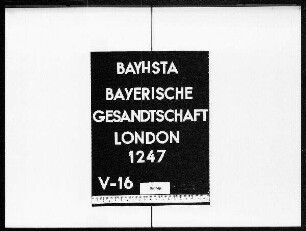 BAYHSTA
BAYERISCHE
GESANDTSCHAFT
LONDON
1247
V-16